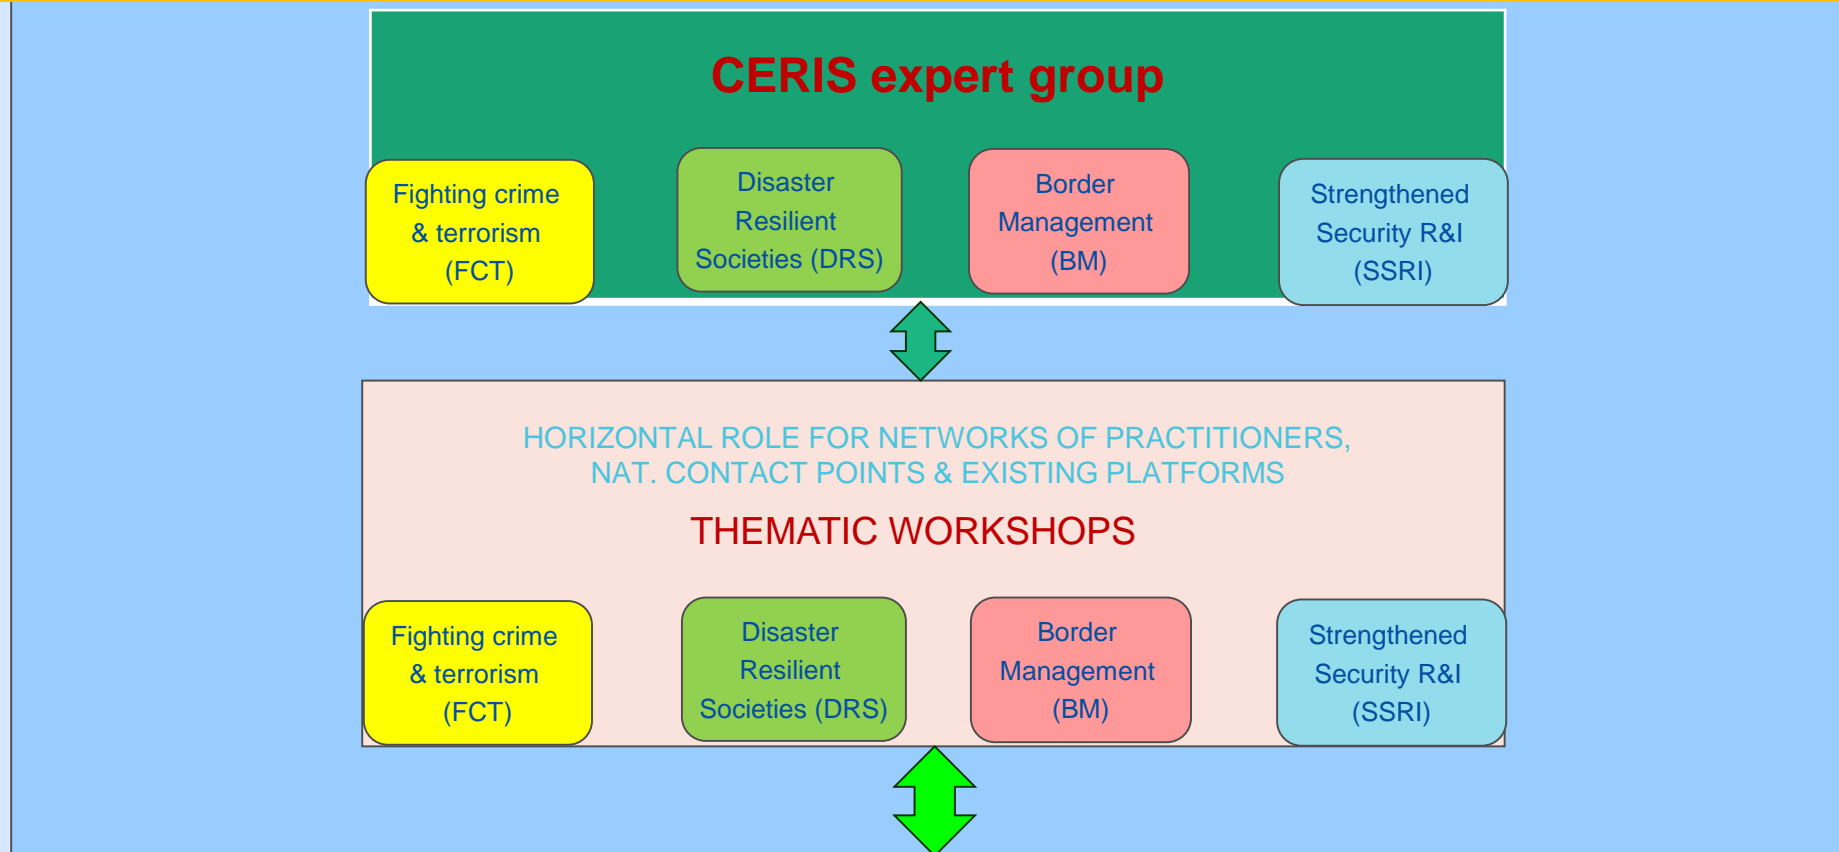 CERIS expert group
Fighting crime
& terrorism
(FCT)
Disaster
Resilient
Societies (DRS)
Border
Management
(BM)
Strengthened
Security R&I
(SSRI)
HORIZONTAL ROLE FOR NETWORKS OF PRACTITIONERS,
NAT. CONTACT POINTS & EXISTING PLATFORMS
THEMATIC WORKSHOPS
Fighting crime
& terrorism
(FCT)
Disaster
Resilient
Societies (DRS)
Border
Management
(BM)
Strengthened
Security R&I
(SSRI)